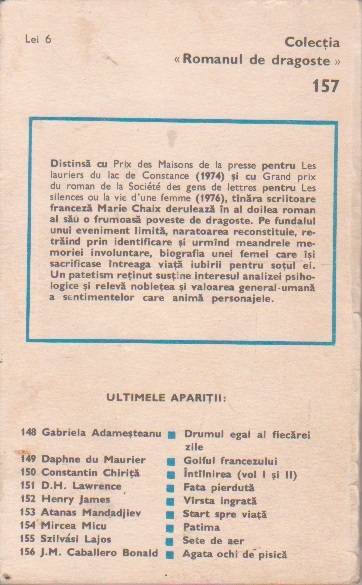 Lei 6
Colecția
« Romanul de dragoste »
157
Distinsă cu Prix des Maisons de la presse pentru Les
lauriers du lac de Constance (1974) și cu Grand prix
du roman de la Société des gens de lettres pentru Les
silences ou la vic d'une femme (1976), tînăra scriitoare
franceză Marie Chaix derulează în al doilea roman
al său o frumoasă poveste de dragoste. Pe fundalul
unui eveniment limită, naratoarea reconstituie, re-
trăind prin identificare și urmînd meandrele me-
moriei involuntare, biografia unei femei care își
sacrificase întreaga viață iubirii pentru soțul ei.
Un patetism reținut susține interesul analizei psiho-
logice și relevă noblețea și valoarea general-umană
a sentimentelor care animă personajele.
ULTIMELE APARIȚII:
148 Gabriela Adameșteanu ■ Drumul egal al fiecărei
zile
149 Daphne du Maurier ■ Golful francezului
150 Constantin Chiriță ■ Întîlnirea (vol I și II)
151 D.H. Lawrence ■ Fata pierdută
152 Henry James ■ Vîrsta ingrată
153 Atanas Mandadjiev ■ Start spre viață
154 Mircea Micu ■ Patima
155 Szilvási Lajos ■ Sete de aer
156 J.M. Caballero Bonald ■ Agata ochi de pisică